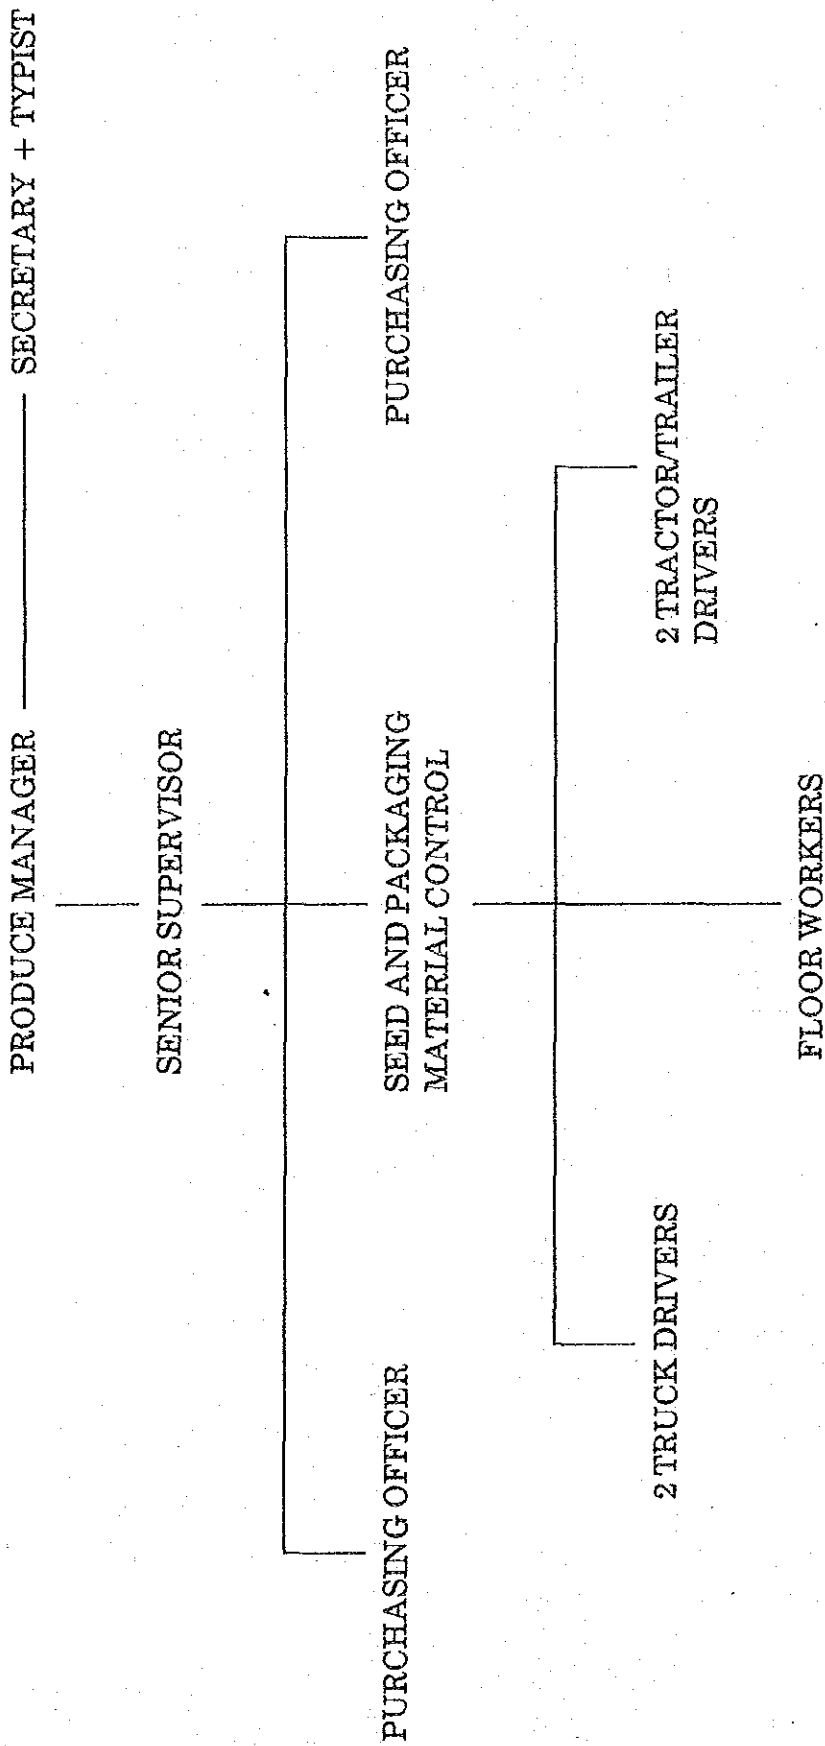 PRODUCE MANAGER
SECRETARY + TYPIST
SENIOR SUPERVISOR
PURCHASING OFFICER
SEED AND PACKAGING
MATERIAL CONTROL
PURCHASING OFFICER
2 TRUCK DRIVERS
2 TRACTOR/TRAILER
DRIVERS
FLOOR WORKERS